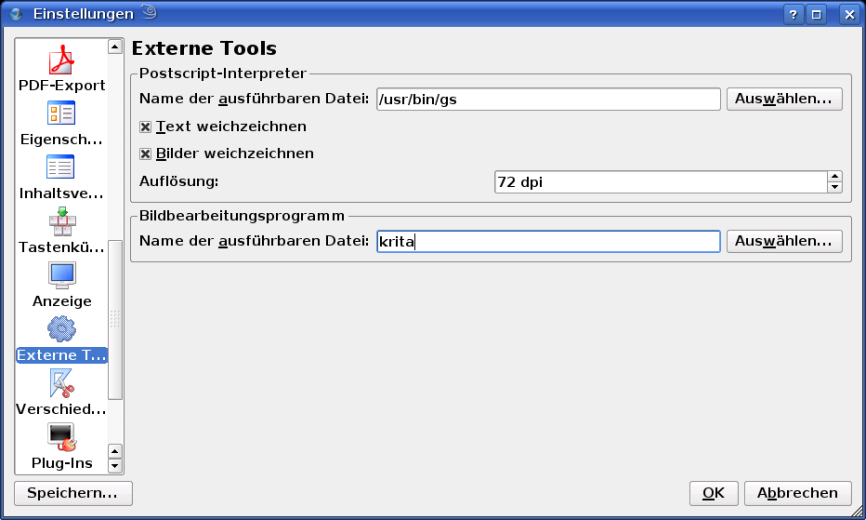 Einstellungen
PDF-Export
Eigensch...
Inhaltsve...
Tastenkü...
Anzeige
Externe T...
Verschied...
Plug-Ins
Externe Tools
Postscript-Interpreter
Name der ausführbaren Datei: /usr/bin/gs Auswählen...
Text weichzeichnen
Bilder weichzeichnen
Auflösung: 72 dpi
Bildbearbeitungsprogramm
Name der ausführbaren Datei: krita Auswählen...
Speichern... OK Abbrechen